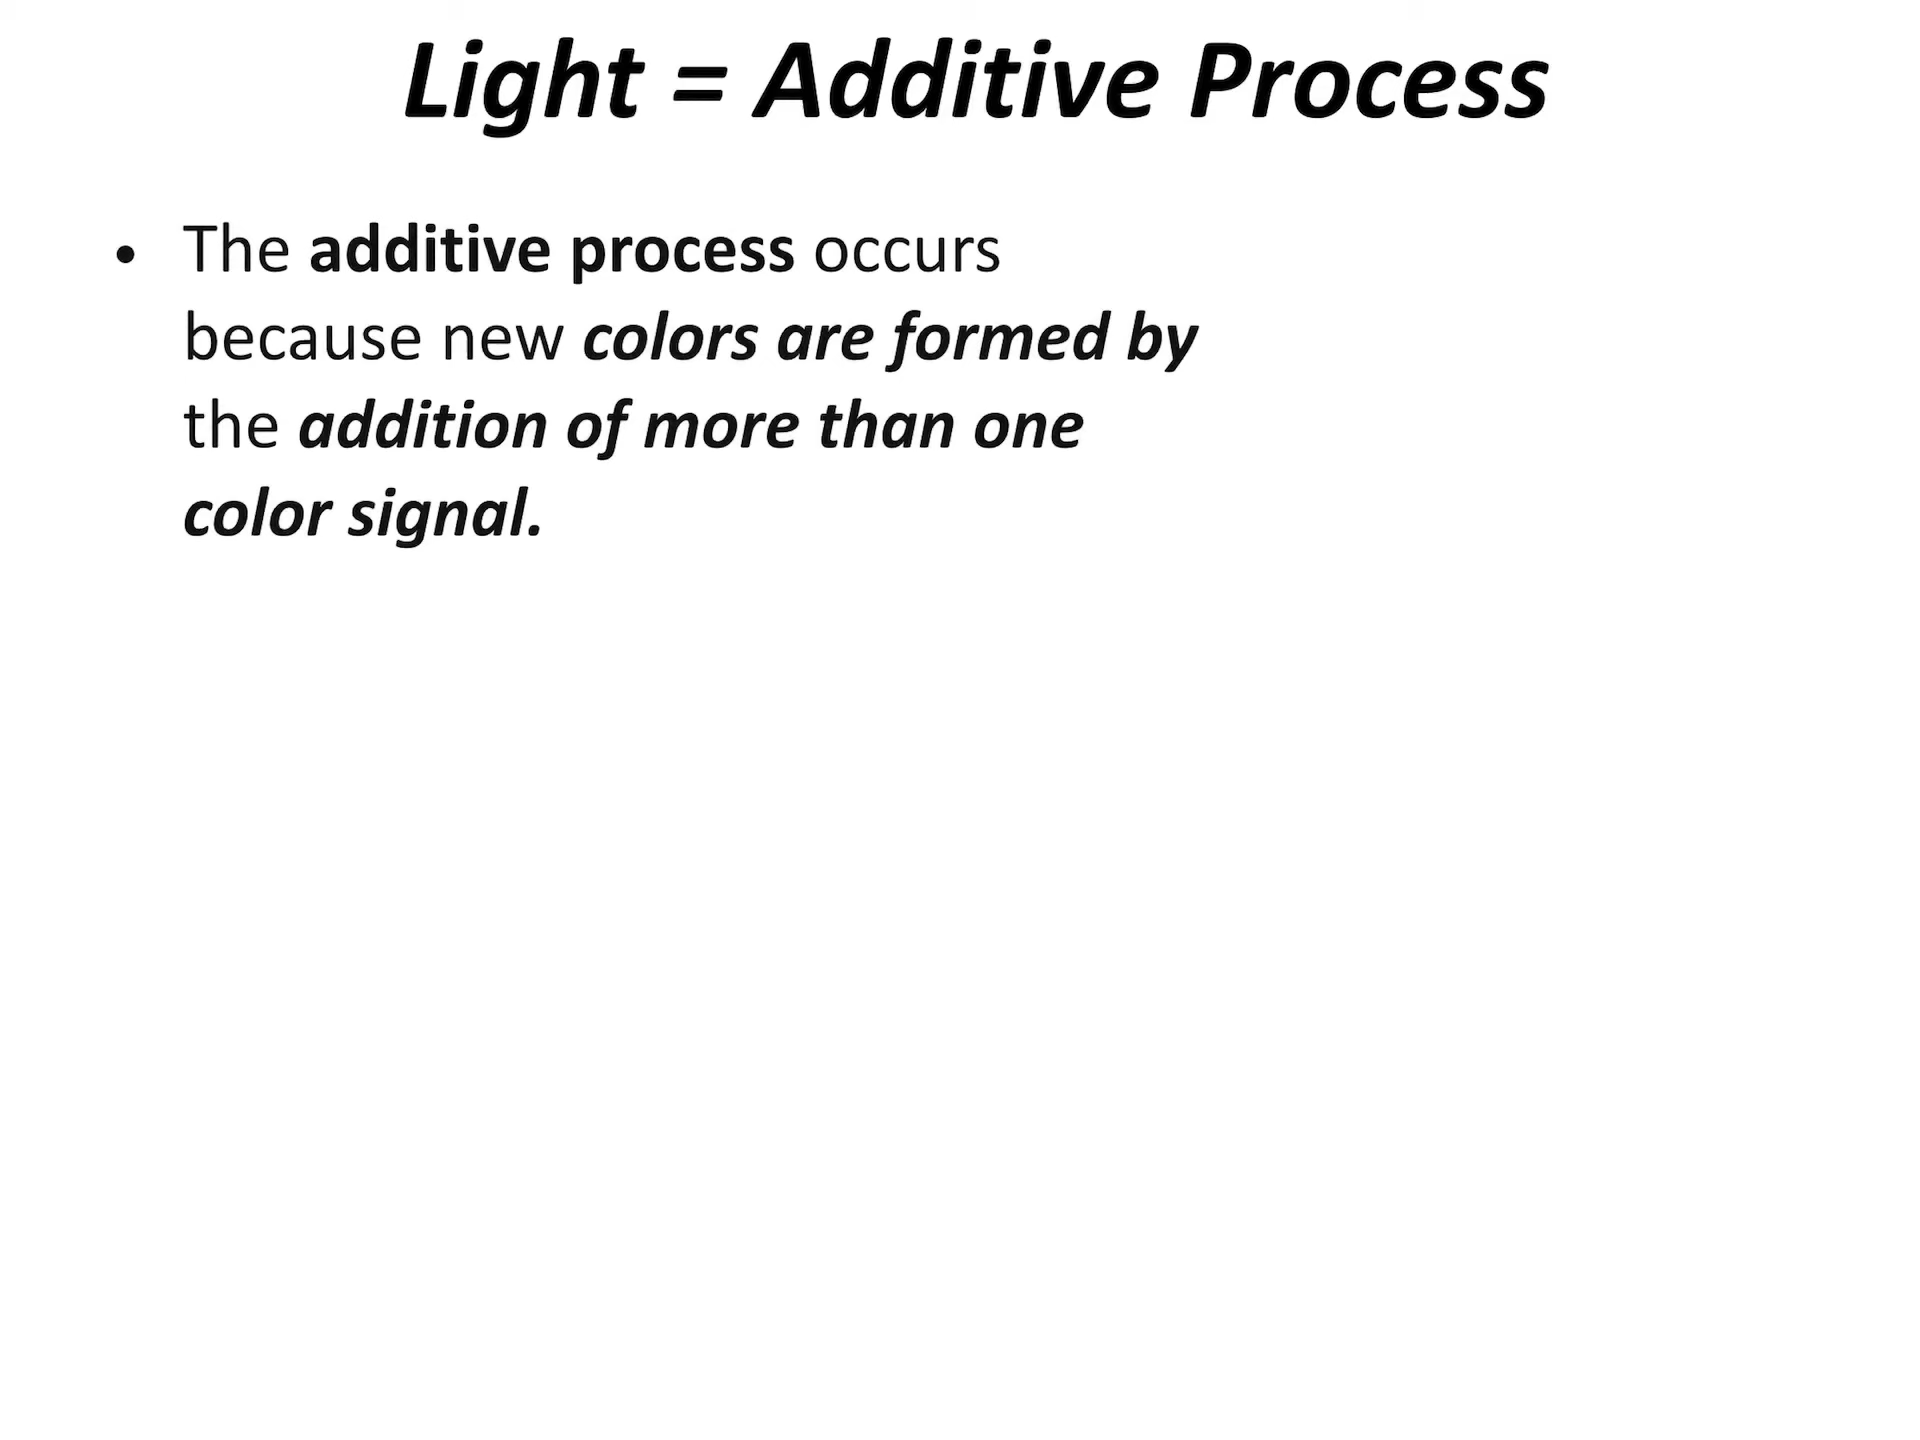 Light = Additive Process
• The additive process occurs
because new colors are formed by
the addition of more than one
color signal.